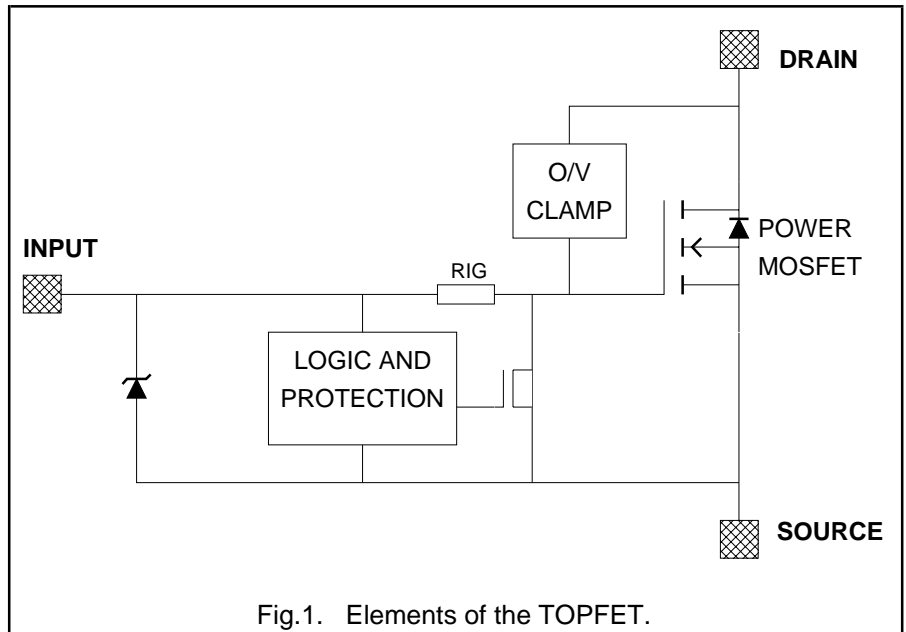 DRAIN
O/V
CLAMP
POWER
MOSFET
INPUT
RIG
LOGIC AND
PROTECTION
SOURCE
Fig.1. Elements of the TOPFET.